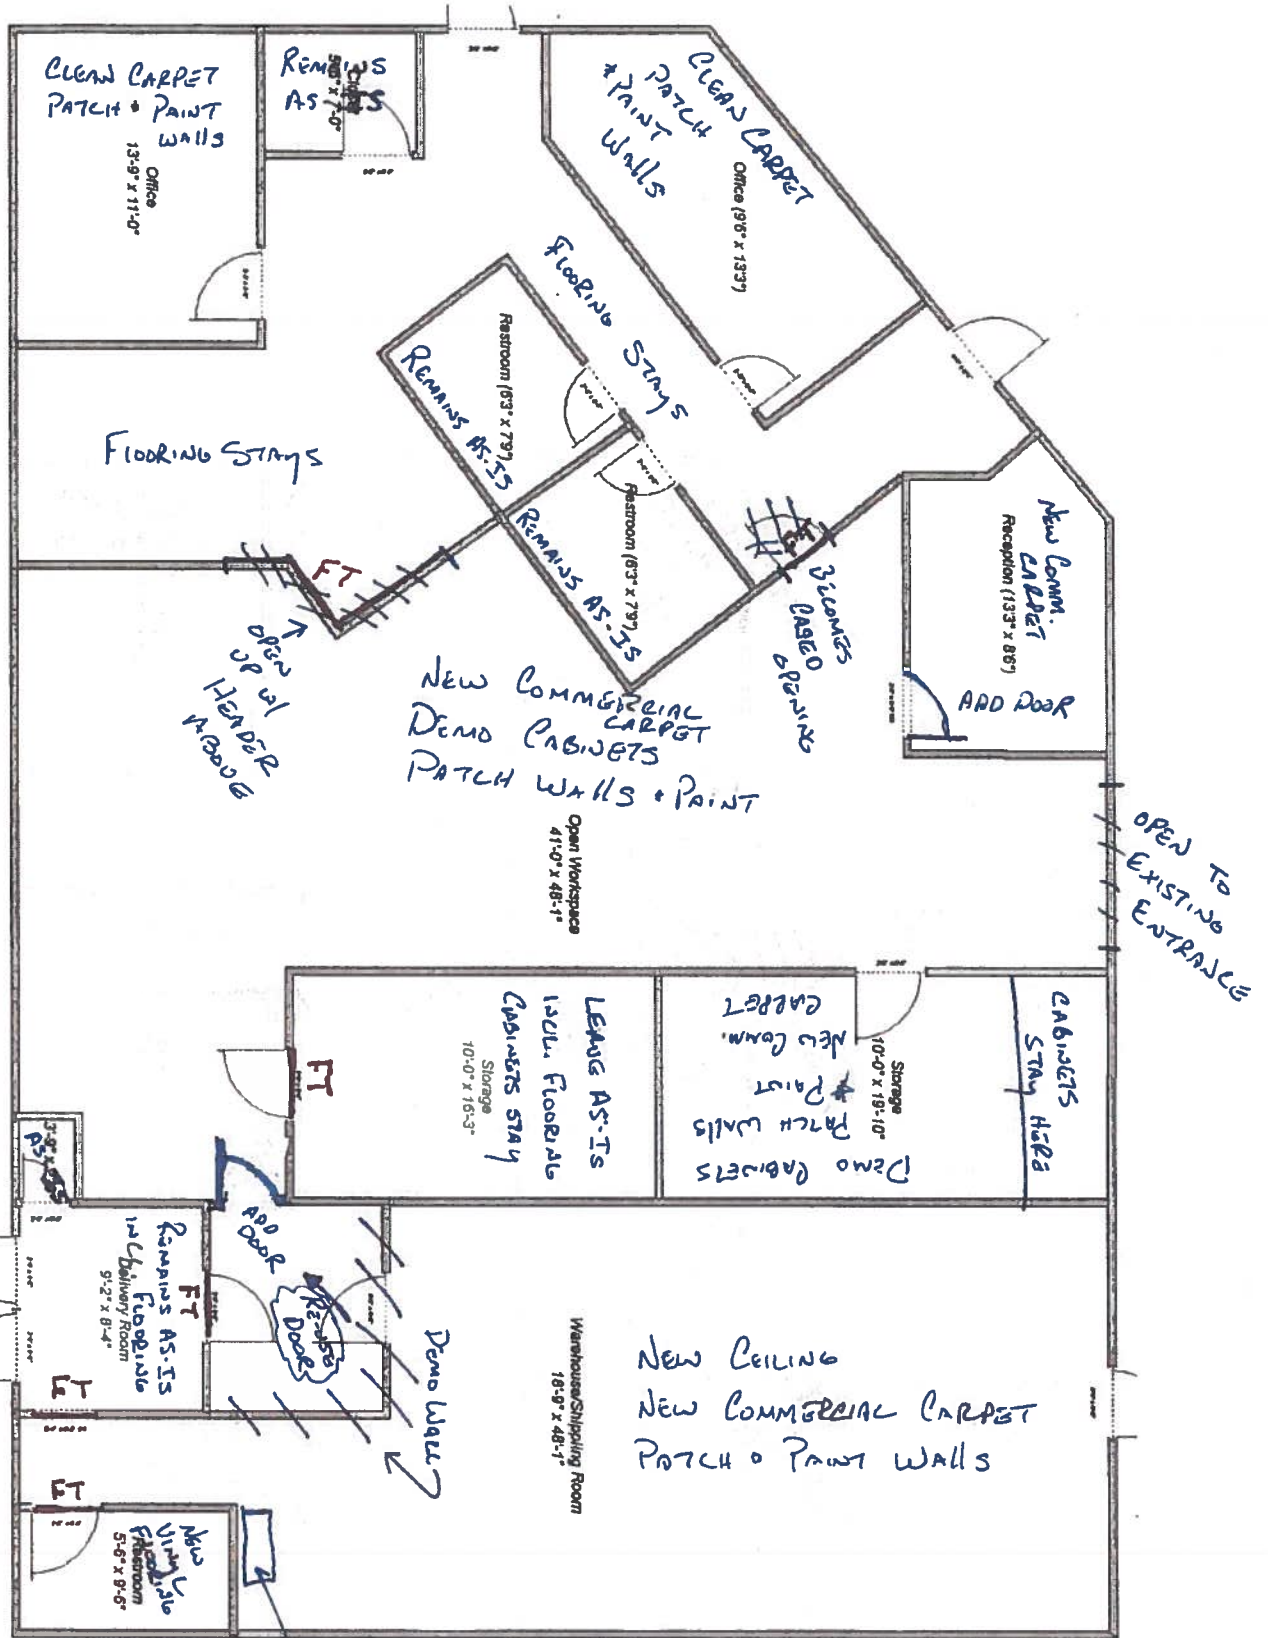 CLEAN CARPET
PATCH & PAINT
WALLS
Office
13'-9" x 11'-0"
REMAINS
AS-IS
CLEAN CARPET
PATCH
& PAINT
WALLS
Office (9'6" x 13'3")
FLOORING STAYS
Restroom (6'3" x 7'9")
REMAINS AS-IS
Restroom (6'3" x 7'9")
REMAINS AS-IS
FLOORING STAYS
FT
OPEN
UP W/
HEADER
ABOVE
FT
BECOMES
CASED
OPENING
NEW COMM.
CARPET
Reception (13'3" x 8'6")
ADD DOOR
NEW COMMERCIAL
CARPET
DEMO CABINETS
PATCH WALLS & PAINT
Open Workspace
41'-0" x 48'-1"
OPEN TO
EXISTING
ENTRANCE
FT
LEAVE AS-IS
INCL. FLOORING
CABINETS STAY
Storage
10'-0" x 16'-3"
DEMO CABINETS
PATCH WALLS
& PAINT
NEW COMM.
CARPET
Storage
10'-0" x 19'-10"
CABINETS
STAY HERE
AS
ADD
DOOR
RE-USE
DOOR
REMAINS AS-IS
INCL. FLOORING
Delivery Room
9'-2" x 8'-4"
FT
FT
FT
DEMO WALL
Warehouse/Shipping Room
18'-9" x 48'-1"
NEW CEILING
NEW COMMERCIAL CARPET
PATCH & PAINT WALLS
NEW
VINYL
FLOORING
Restroom
5'-6" x 9'-6"